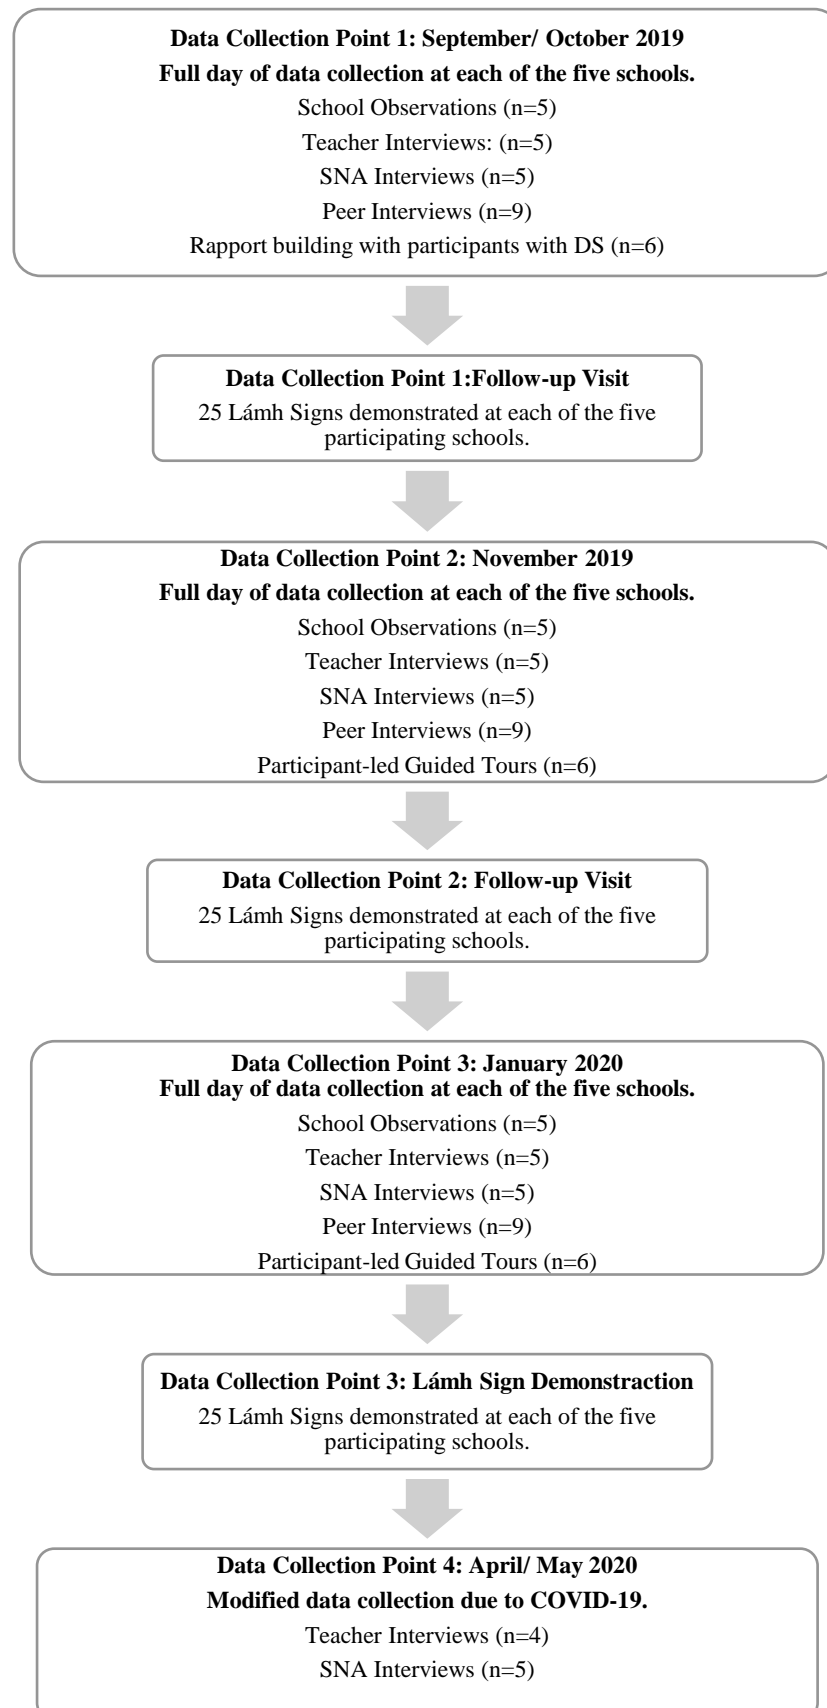 Data Collection Point 1: September/ October 2019
Full day of data collection at each of the five schools.
School Observations (n=5)
Teacher Interviews: (n=5)
SNA Interviews (n=5)
Peer Interviews (n=9)
Rapport building with participants with DS (n=6)
Data Collection Point 1:Follow-up Visit
25 Lámh Signs demonstrated at each of the five
participating schools.
Data Collection Point 2: November 2019
Full day of data collection at each of the five schools.
School Observations (n=5)
Teacher Interviews (n=5)
SNA Interviews (n=5)
Peer Interviews (n=9)
Participant-led Guided Tours (n=6)
Data Collection Point 2: Follow-up Visit
25 Lámh Signs demonstrated at each of the five
participating schools.
Data Collection Point 3: January 2020
Full day of data collection at each of the five schools.
School Observations (n=5)
Teacher Interviews (n=5)
SNA Interviews (n=5)
Peer Interviews (n=9)
Participant-led Guided Tours (n=6)
Data Collection Point 3: Lámh Sign Demonstraction
25 Lámh Signs demonstrated at each of the five
participating schools.
Data Collection Point 4: April/ May 2020
Modified data collection due to COVID-19.
Teacher Interviews (n=4)
SNA Interviews (n=5)